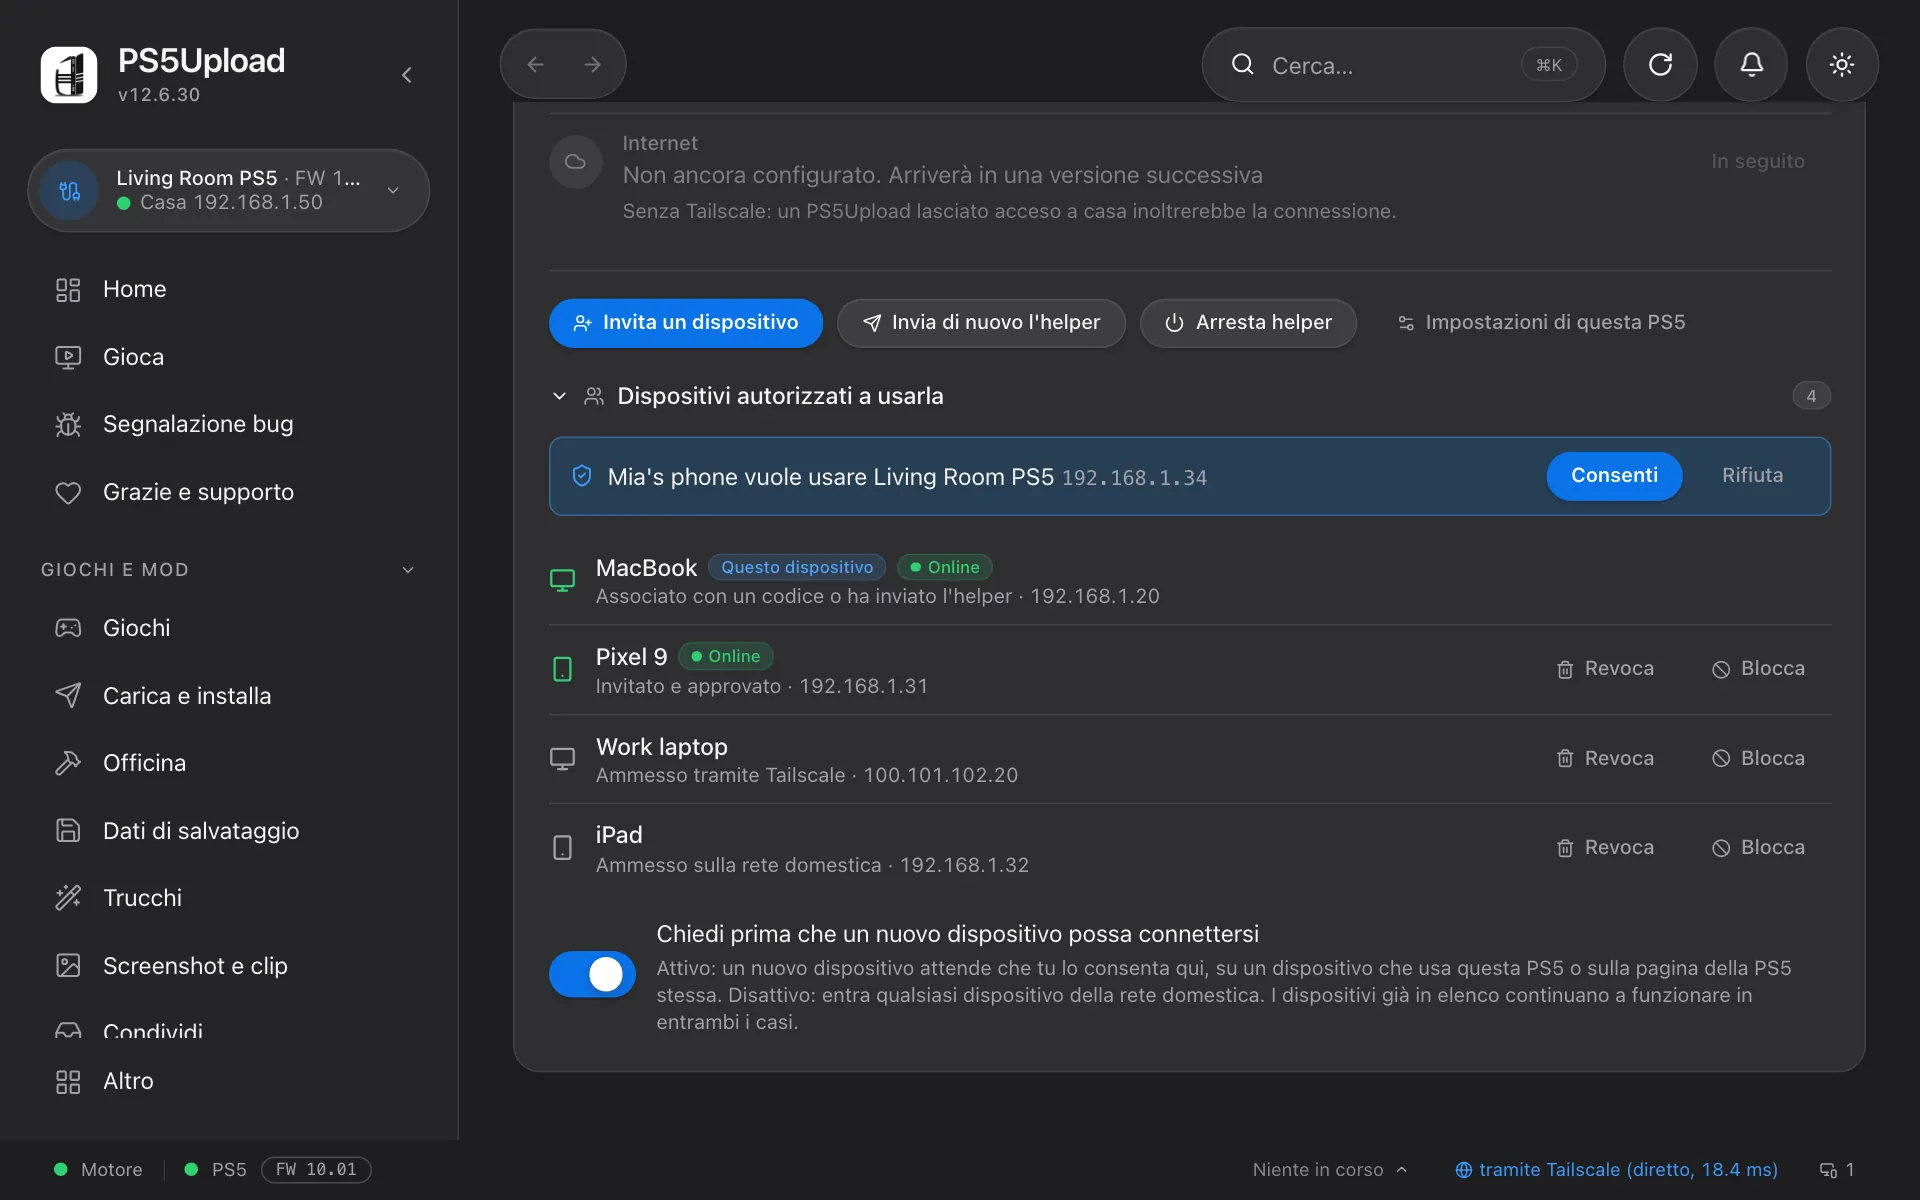 PS5Upload
v12.6.30
Living Room PS5 · FW 1...
Casa 192.168.1.50
Home
Gioca
Segnalazione bug
Grazie e supporto
GIOCHI E MOD
Giochi
Carica e installa
Officina
Dati di salvataggio
Trucchi
Screenshot e clip
Condividi
Altro
Cerca...
⌘K
Internet
Non ancora configurato. Arriverà in una versione successiva
In seguito
Senza Tailscale: un PS5Upload lasciato acceso a casa inoltrerebbe la connessione.
Invita un dispositivo
Invia di nuovo l'helper
Arresta helper
Impostazioni di questa PS5
Dispositivi autorizzati a usarla
4
Mia's phone vuole usare Living Room PS5 192.168.1.34
Consenti
Rifiuta
MacBook
Questo dispositivo
Online
Associato con un codice o ha inviato l'helper · 192.168.1.20
Pixel 9
Online
Invitato e approvato · 192.168.1.31
Revoca
Blocca
Work laptop
Ammesso tramite Tailscale · 100.101.102.20
Revoca
Blocca
iPad
Ammesso sulla rete domestica · 192.168.1.32
Revoca
Blocca
Chiedi prima che un nuovo dispositivo possa connettersi
Attivo: un nuovo dispositivo attende che tu lo consenta qui, su un dispositivo che usa questa PS5 o sulla pagina della PS5
stessa. Disattivo: entra qualsiasi dispositivo della rete domestica. I dispositivi già in elenco continuano a funzionare in
entrambi i casi.
Motore
PS5
FW 10.01
Niente in corso
tramite Tailscale (diretto, 18.4 ms)
1